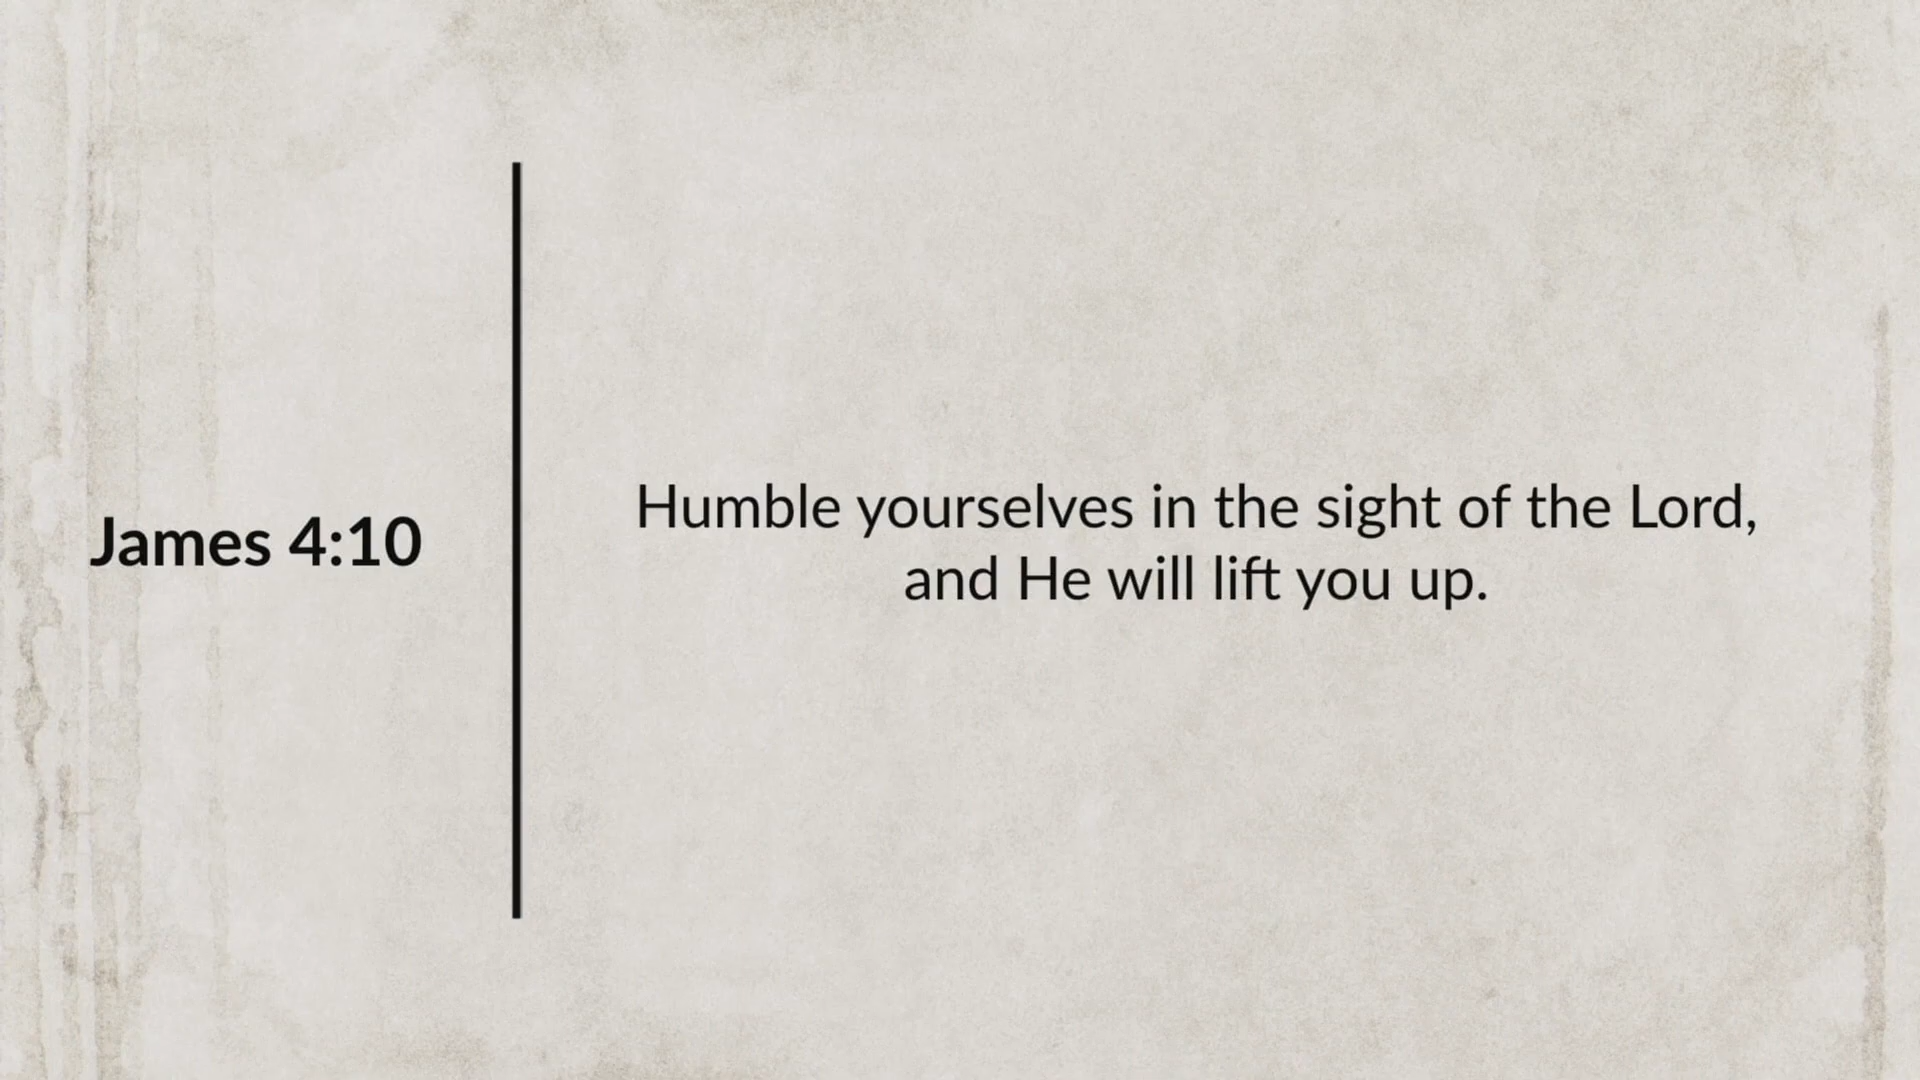 James 4:10
Humble yourselves in the sight of the Lord,
and He will lift you up.